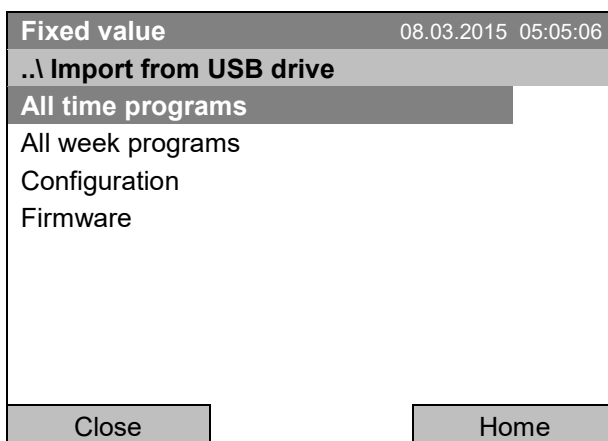 Fixed value 08.03.2015 05:05:06
..\ Import from USB drive
All time programs
All week programs
Configuration
Firmware
Close Home